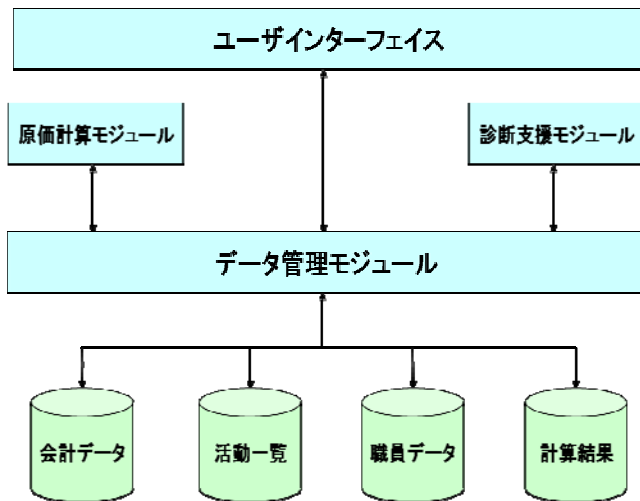 ユーザインターフェイス
原価計算モジュール
診断支援モジュール
データ管理モジュール
会計データ
活動一覧
職員データ
計算結果